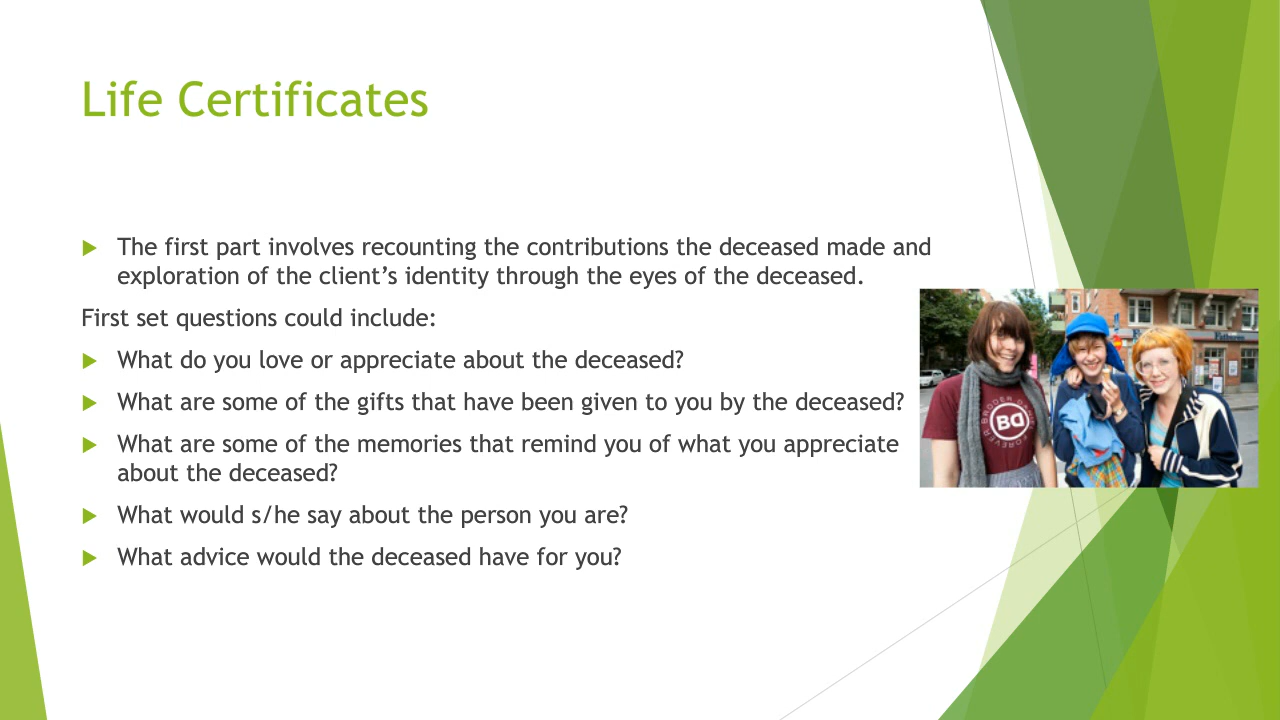 Life Certificates
The first part involves recounting the contributions the deceased made and
exploration of the client’s identity through the eyes of the deceased.
First set questions could include:
What do you love or appreciate about the deceased?
What are some of the gifts that have been given to you by the deceased?
What are some of the memories that remind you of what you appreciate
about the deceased?
What would s/he say about the person you are?
What advice would the deceased have for you?
BRODER DANIEL
BD
FOREVER